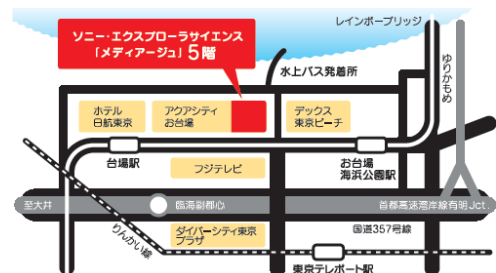 レインボーブリッジ
ソニー・エクスプローラサイエンス
「メディアージュ」5階
水上バス発着所
ゆりかもめ
ホテル
日航東京
アクアシティ
お台場
デックス
東京ビーチ
台場駅
お台場
海浜公園駅
フジテレビ
至大井
臨海副都心
首都高速湾岸線有明Jct.
りんかい線
ダイバーシティ東京
プラザ
国道357号線
東京テレポート駅